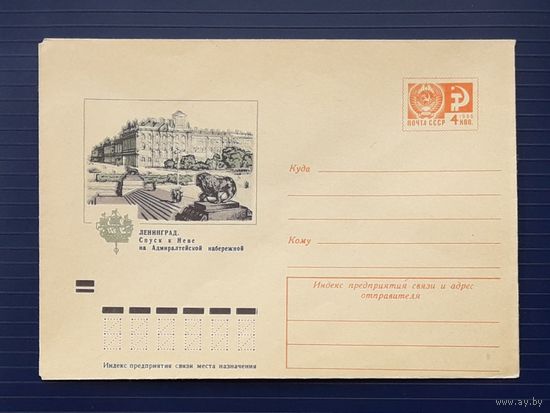 1966
ПОЧТА СССР 4 КОП.
Куда
ЛЕНИНГРАД.
Спуск к Неве
на Адмиралтейской набережной
Кому
Индекс предприятия связи и адрес
отправителя
Индекс предприятия связи места назначения
www.ay.by